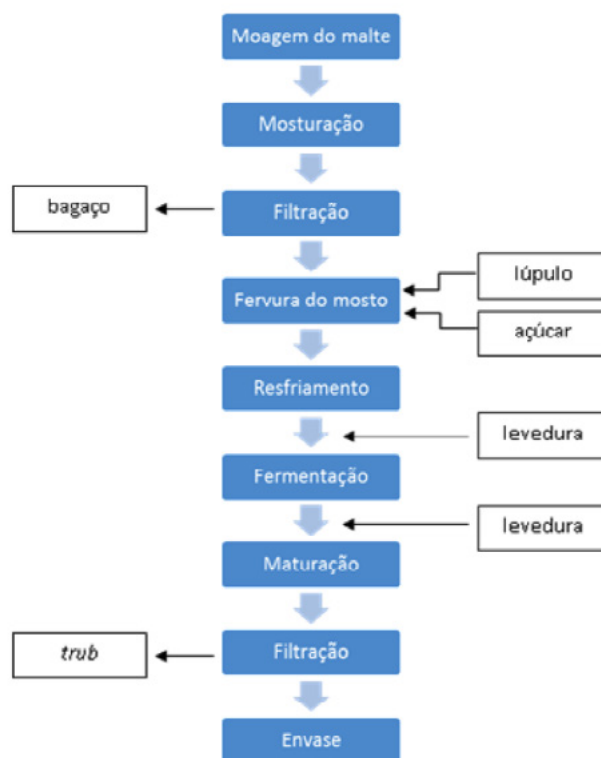 Moagem do malte
Mosturação
bagaço
Filtração
lúpulo
Fervura do mosto
açúcar
Resfriamento
levedura
Fermentação
levedura
Maturação
trub
Filtração
Envase